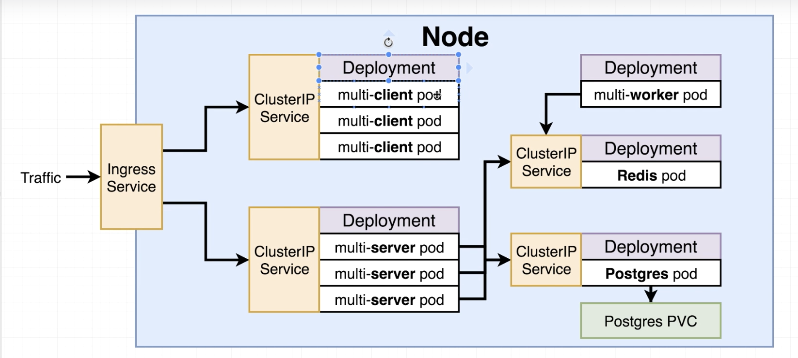 Node
Traffic
Ingress
Service
ClusterIP
Service
Deployment
multi-client pod
multi-client pod
multi-client pod
ClusterIP
Service
Deployment
multi-server pod
multi-server pod
multi-server pod
Deployment
multi-worker pod
ClusterIP
Service
Deployment
Redis pod
ClusterIP
Service
Deployment
Postgres pod
Postgres PVC